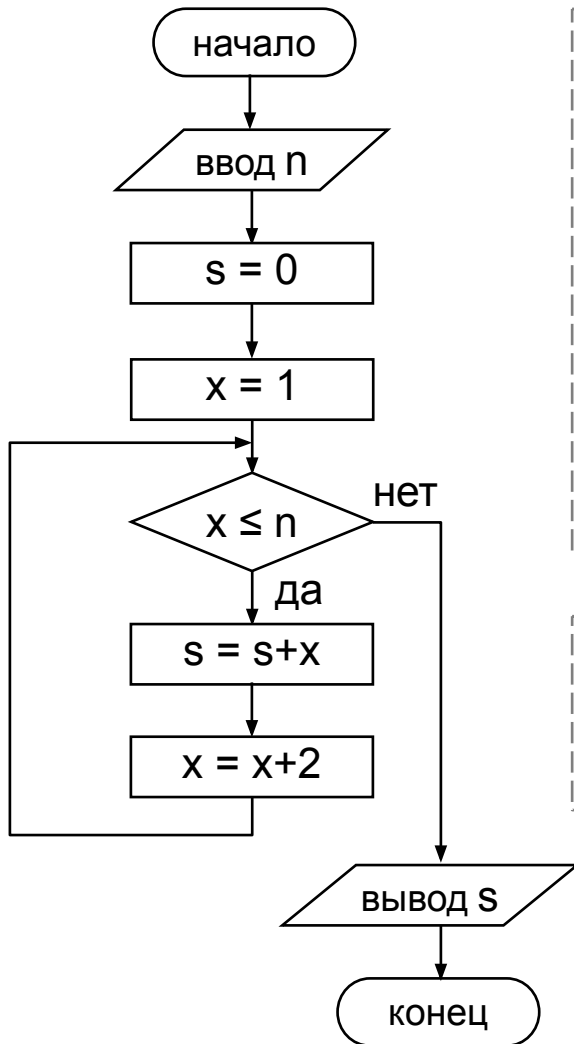 начало
ввод n
s = 0
x = 1
x ≤ n
нет
да
s = s+x
x = x+2
вывод s
конец